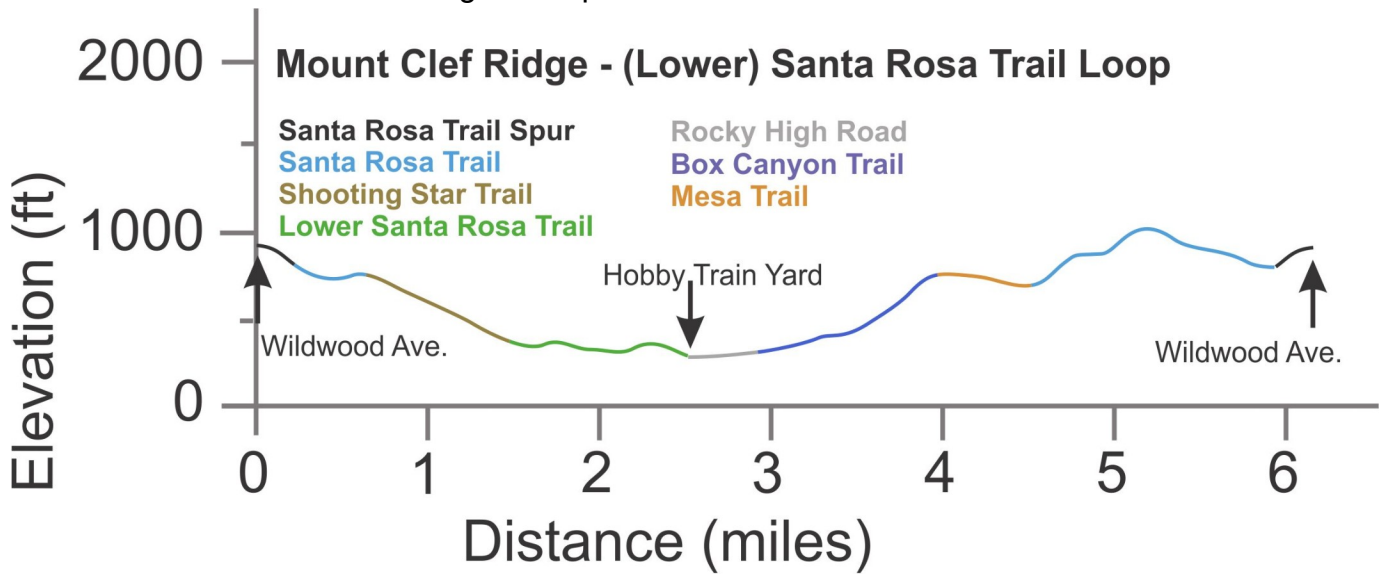 2000
Mount Clef Ridge - (Lower) Santa Rosa Trail Loop
Santa Rosa Trail Spur
Santa Rosa Trail
Shooting Star Trail
Lower Santa Rosa Trail
Rocky High Road
Box Canyon Trail
Mesa Trail
1000
Hobby Train Yard
Wildwood Ave.
Wildwood Ave.
0
Elevation (ft)
0 1 2 3 4 5 6
Distance (miles)